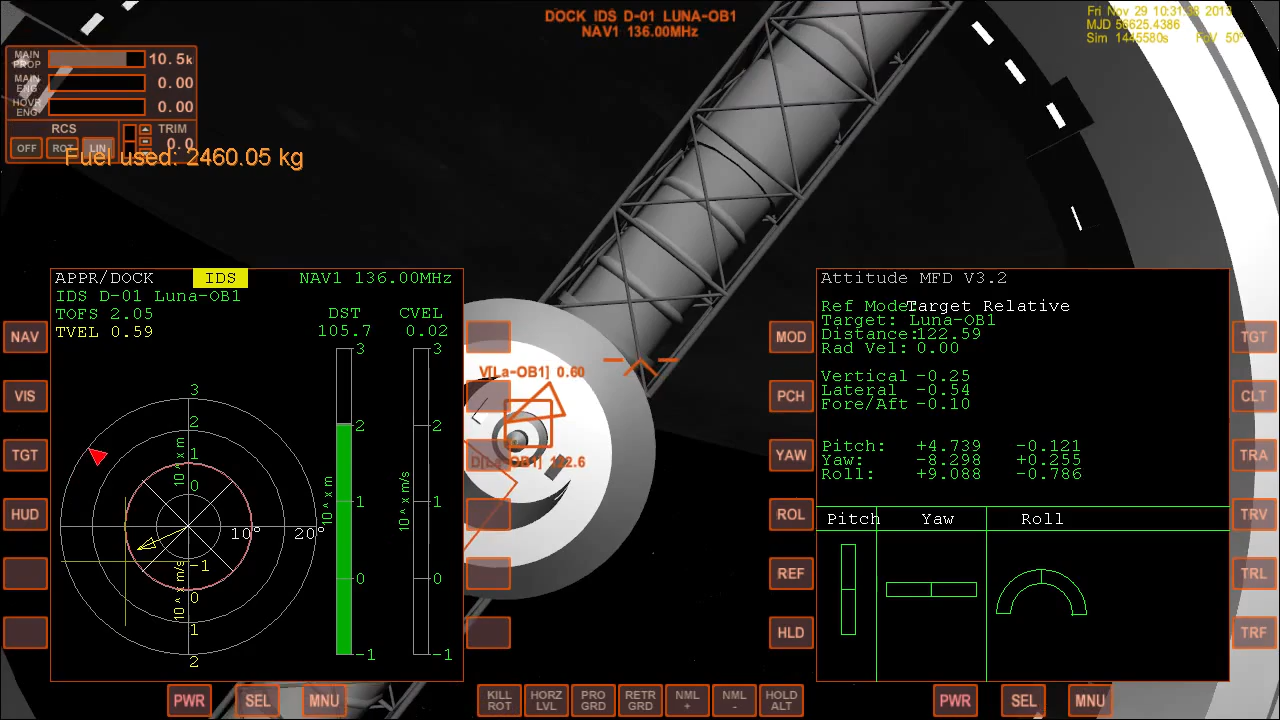 DOCK IDS D-01 LUNA-OB1
NAV1 136.00MHz
Fri Nov 29 10:31: 2013
MJD 56625.4386
Sim 1445580s FoV 50°
MAIN PROP 10.5k
MAIN ENG 0.00
HOVR ENG 0.00
RCS TRIM
OFF ROT LIN 0.0
Fuel used: 2460.05 kg
APPR/DOCK IDS NAV1 136.00MHz
IDS D-01 Luna-OB1
TOFS 2.05
TVEL 0.59
DST CVEL
105.7 0.02
3 3
2 2
1 1
0 0
-1 -1
10^x m
10^x m/s
3
2
1
0
10^x m
10° 20°
-1
0
1
2
10^x m/s
NAV
VIS
TGT
HUD
V[La-OB1] 0.60
D[La-OB1] 122.6
Attitude MFD V3.2
Ref Mode: Target Relative
Target: Luna-OB1
Distance:122.59
Rad Vel: 0.00
Vertical -0.25
Lateral -0.54
Fore/Aft -0.10
Pitch: +4.739 -0.121
Yaw: -8.298 +0.255
Roll: +9.088 -0.786
Pitch Yaw Roll
MOD
PCH
YAW
ROL
REF
HLD
TGT
CLT
TRA
TRV
TRL
TRF
PWR SEL MNU
KILL ROT
HORZ LVL
PRO GRD
RETR GRD
NML +
NML -
HOLD ALT
PWR SEL MNU